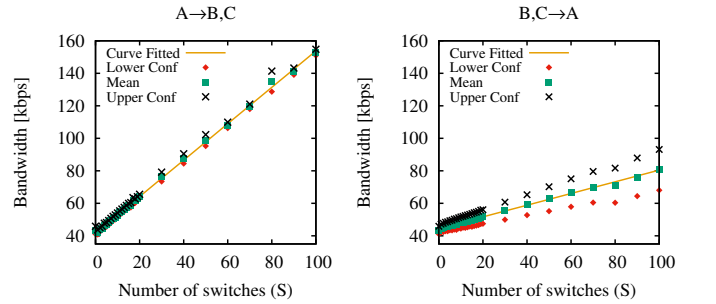 A→B,C
160
140
120
100
80
60
40
Bandwidth [kbps]
Curve Fitted
Lower Conf
Mean
Upper Conf
0 20 40 60 80 100
Number of switches (S)
B,C→A
160
140
120
100
80
60
40
Bandwidth [kbps]
Curve Fitted
Lower Conf
Mean
Upper Conf
0 20 40 60 80 100
Number of switches (S)